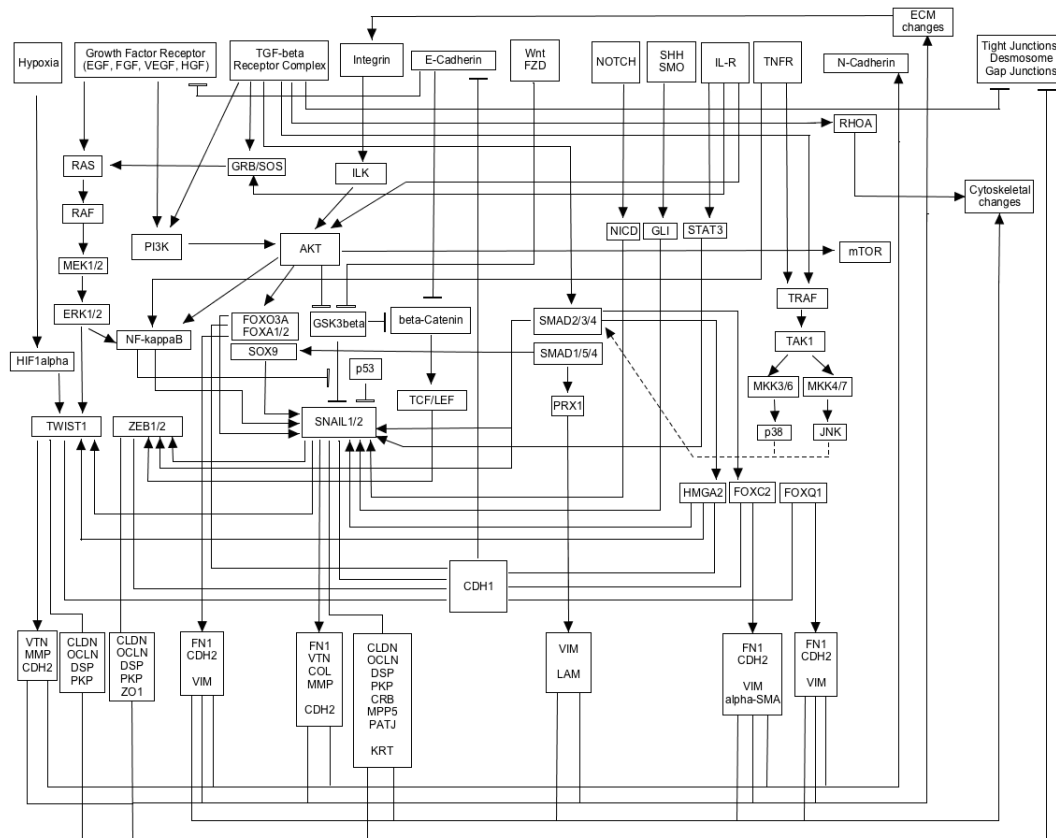 ECM
changes
Hypoxia
Growth Factor Receptor
(EGF, FGF, VEGF, HGF)
TGF-beta
Receptor Complex
Integrin
E-Cadherin
Wnt
FZD
NOTCH
SHH
SMO
IL-R
TNFR
N-Cadherin
Tight Junctions
Desmosome
Gap Junctions
RHOA
RAS
GRB/SOS
ILK
Cytoskeletal
changes
RAF
PI3K
AKT
NICD
GLI
STAT3
mTOR
MEK1/2
ERK1/2
NF-kappaB
FOXO3A
FOXA1/2
GSK3beta
beta-Catenin
SMAD2/3/4
TRAF
HIF1alpha
SOX9
p53
SMAD1/5/4
TAK1
MKK3/6
MKK4/7
TCF/LEF
PRX1
TWIST1
ZEB1/2
SNAIL1/2
p38
JNK
HMGA2
FOXC2
FOXQ1
CDH1
VTN
MMP
CDH2
CLDN
OCLN
DSP
PKP
CLDN
OCLN
DSP
PKP
ZO1
FN1
CDH2
VIM
FN1
VTN
COL
MMP
CDH2
CLDN
OCLN
DSP
PKP
CRB
MPP5
PATJ
KRT
VIM
LAM
FN1
CDH2
VIM
alpha-SMA
FN1
CDH2
VIM